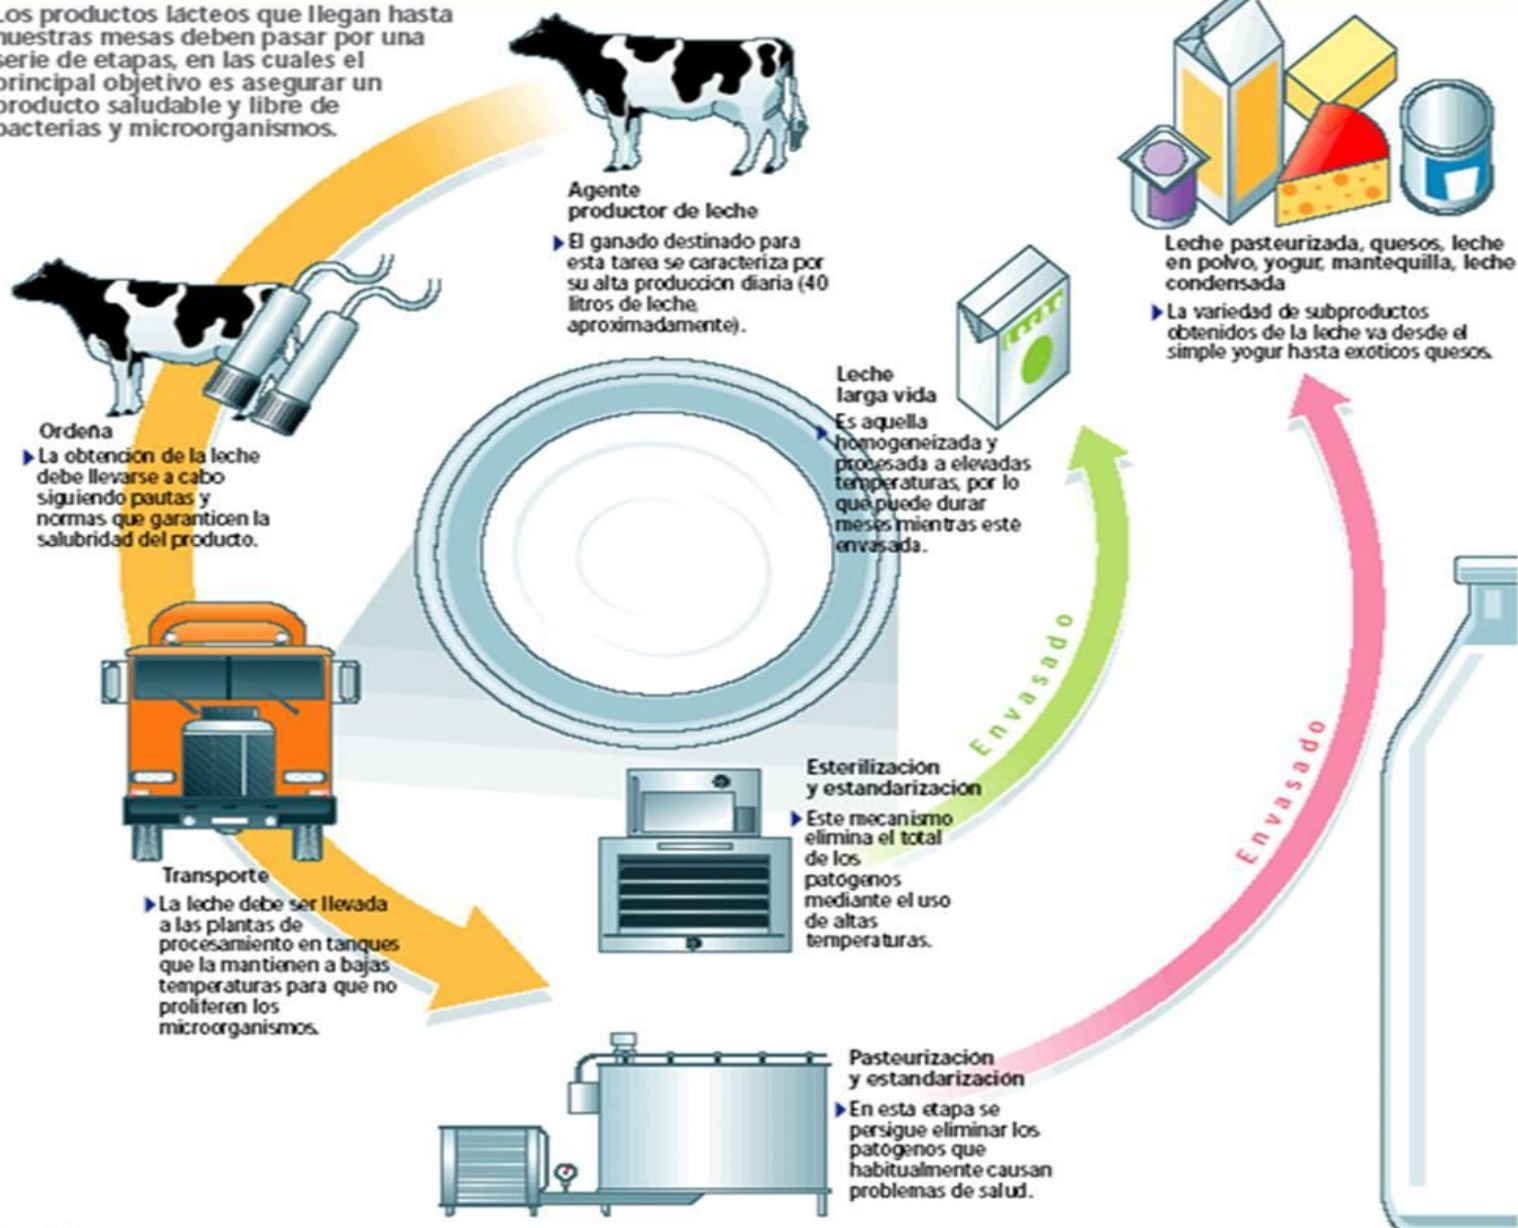 Los productos lácteos que llegan hasta
nuestras mesas deben pasar por una
serie de etapas, en las cuales el
principal objetivo es asegurar un
producto saludable y libre de
bacterias y microorganismos.
Agente
productor de leche
El ganado destinado para
esta tarea se caracteriza por
su alta producción diaria (40
litros de leche,
aproximadamente).
Leche pasteurizada, quesos, leche
en polvo, yogur, mantequilla, leche
condensada
La variedad de subproductos
obtenidos de la leche va desde el
simple yogur hasta exóticos quesos.
Ordeña
La obtención de la leche
debe llevarse a cabo
siguiendo pautas y
normas que garanticen la
salubridad del producto.
Leche
larga vida
Es aquella
homogeneizada y
procesada a elevadas
temperaturas, por lo
que puede durar
meses mientras esté
envasada.
Envasado
Envasado
Transporte
La leche debe ser llevada
a las plantas de
procesamiento en tanques
que la mantienen a bajas
temperaturas para que no
proliferen los
microorganismos.
Esterilización
y estandarización
Este mecanismo
elimina el total
de los
patógenos
mediante el uso
de altas
temperaturas.
Pasteurización
y estandarización
En esta etapa se
persigue eliminar los
patógenos que
habitualmente causan
problemas de salud.